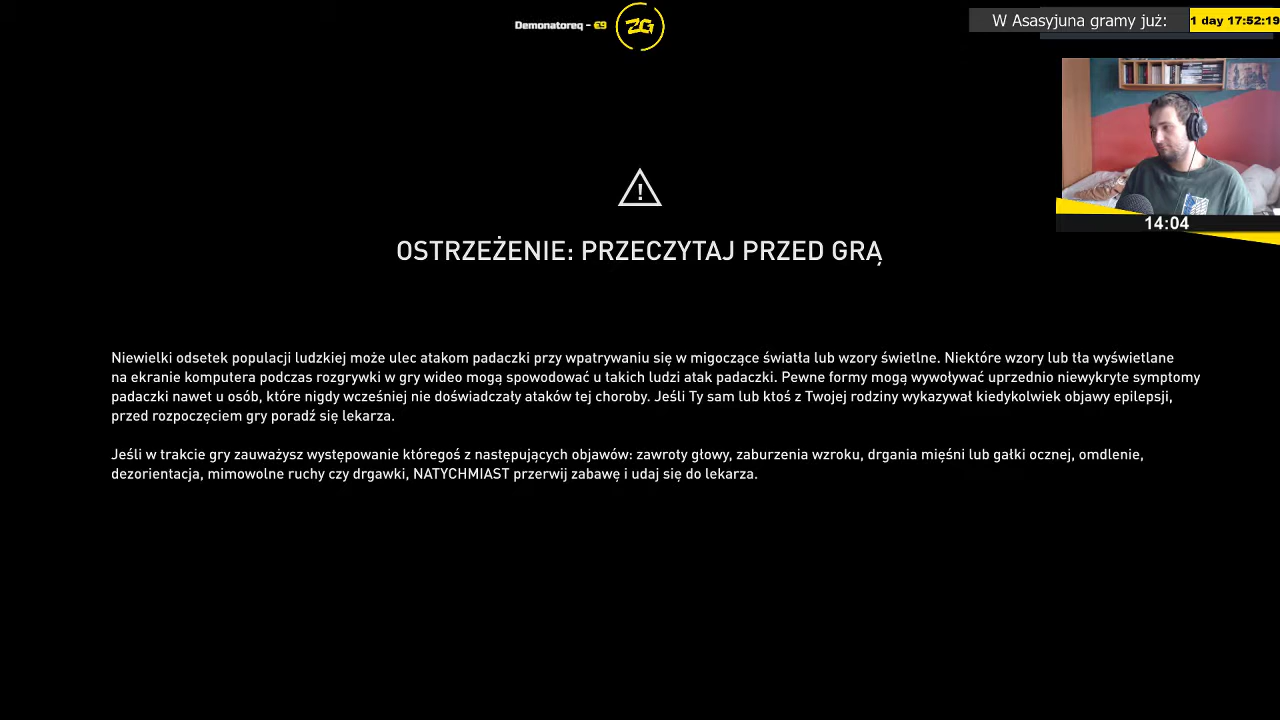 Demonatoreq - €9
ZG
W Asasyjuna gramy już:
1 day 17:52:19
14:04
OSTRZEŻENIE: PRZECZYTAJ PRZED GRĄ
Niewielki odsetek populacji ludzkiej może ulec atakom padaczki przy wpatrywaniu się w migoczące światła lub wzory świetlne. Niektóre wzory lub tła wyświetlane
na ekranie komputera podczas rozgrywki w gry wideo mogą spowodować u takich ludzi atak padaczki. Pewne formy mogą wywoływać uprzednio niewykryte symptomy
padaczki nawet u osób, które nigdy wcześniej nie doświadczały ataków tej choroby. Jeśli Ty sam lub ktoś z Twojej rodziny wykazywał kiedykolwiek objawy epilepsji,
przed rozpoczęciem gry poradź się lekarza.
Jeśli w trakcie gry zauważysz występowanie któregoś z następujących objawów: zawroty głowy, zaburzenia wzroku, drgania mięśni lub gałki ocznej, omdlenie,
dezorientacja, mimowolne ruchy czy drgawki, NATYCHMIAST przerwij zabawę i udaj się do lekarza.